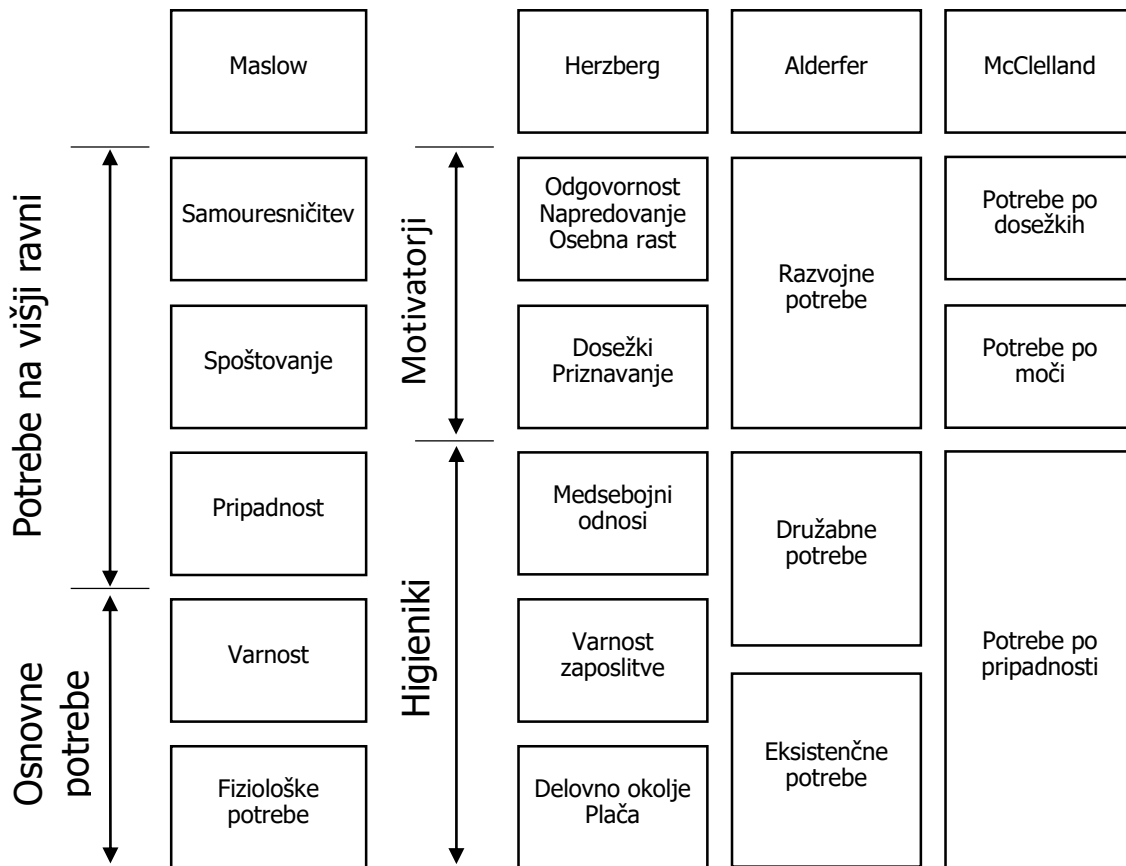 Maslow
Herzberg
Alderfer
McClelland
Potrebe na višji ravni
Osnovne
potrebe
Samouresničitev
Spoštovanje
Pripadnost
Varnost
Fiziološke
potrebe
Motivatorji
Higieniki
Odgovornost
Napredovanje
Osebna rast
Dosežki
Priznavanje
Medsebojni
odnosi
Varnost
zaposlitve
Delovno okolje
Plača
Razvojne
potrebe
Družabne
potrebe
Eksistenčne
potrebe
Potrebe po
dosežkih
Potrebe po
moči
Potrebe po
pripadnosti